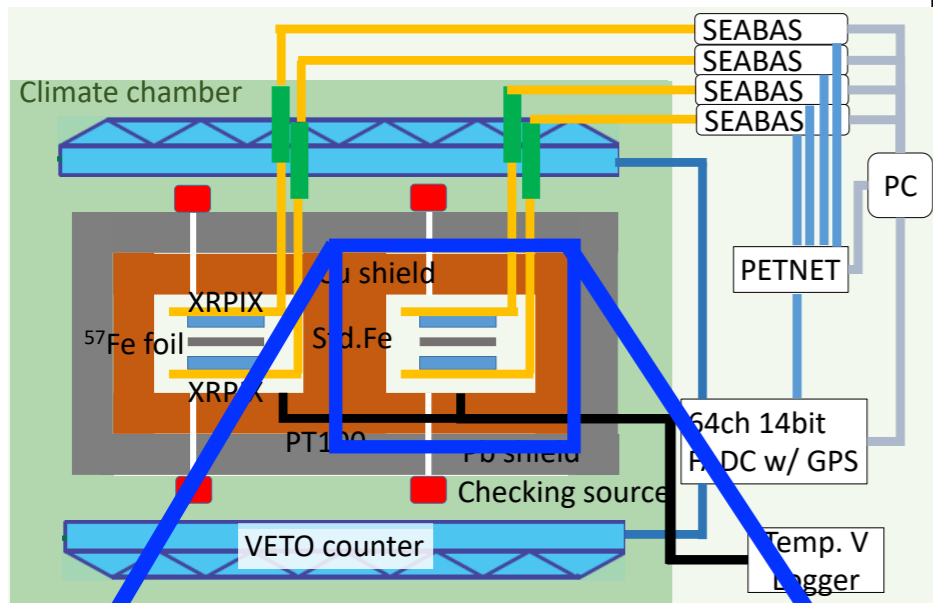 SEABAS
SEABAS
SEABAS
SEABAS
Climate chamber
PC
PETNET
Cu shield
XRPIX
⁵⁷Fe foil
Std.Fe
XRPIX
PT100
Pb shield
64ch 14bit
FADC w/ GPS
Checking source
VETO counter
Temp. V
Logger